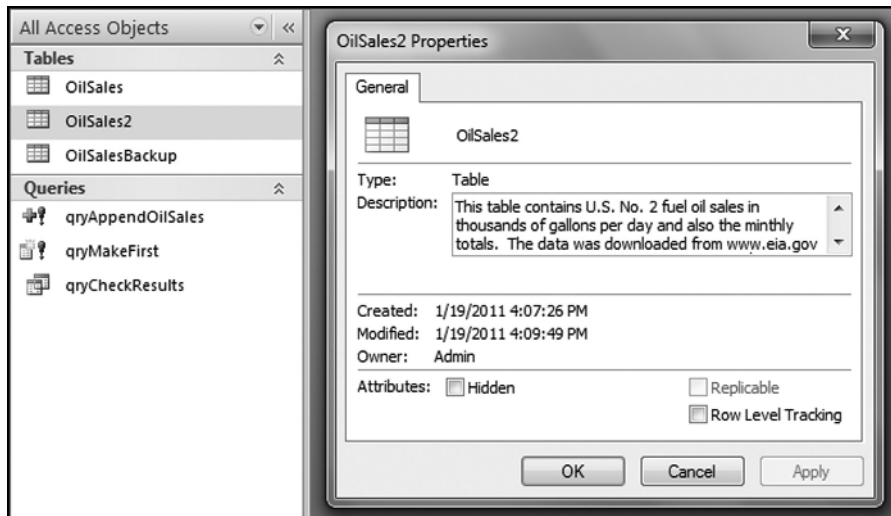 All Access Objects
Tables
OilSales
OilSales2
OilSalesBackup
Queries
qryAppendOilSales
qryMakeFirst
qryCheckResults
OilSales2 Properties
General
OilSales2
Type: Table
Description: This table contains U.S. No. 2 fuel oil sales in
thousands of gallons per day and also the minthly
totals. The data was downloaded from www.eia.gov
Created: 1/19/2011 4:07:26 PM
Modified: 1/19/2011 4:09:49 PM
Owner: Admin
Attributes: Hidden Replicable
Row Level Tracking
OK Cancel Apply